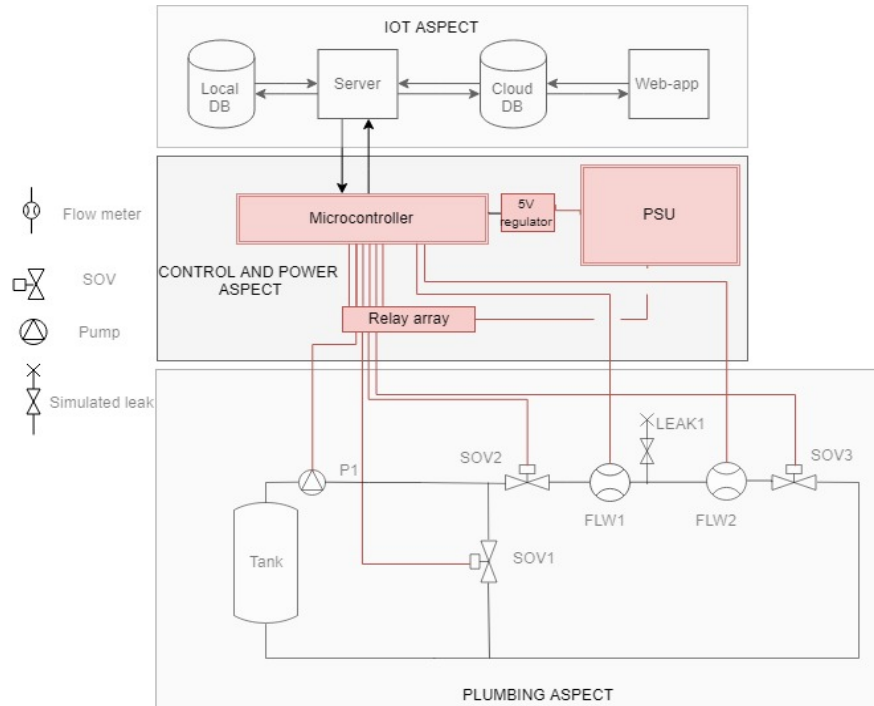 IOT ASPECT
Local
DB
Server
Cloud
DB
Web-app
Microcontroller
5V
regulator
PSU
CONTROL AND POWER
ASPECT
Relay array
Flow meter
SOV
Pump
Simulated leak
P1
SOV2
LEAK1
SOV3
FLW1
FLW2
Tank
SOV1
PLUMBING ASPECT